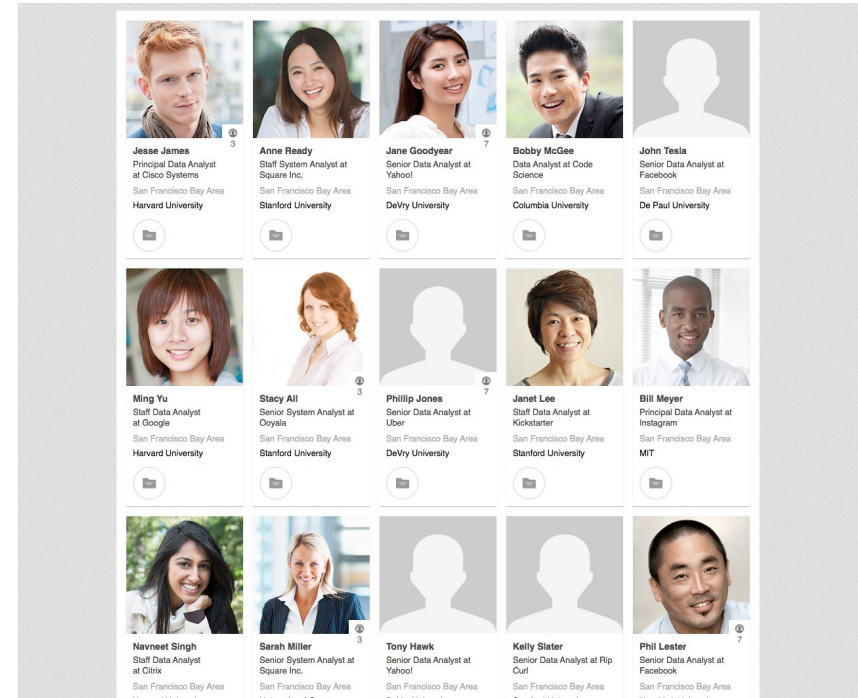 3
Jesse James
Principal Data Analyst
at Cisco Systems
San Francisco Bay Area
Harvard University
Anne Ready
Staff System Analyst at
Square Inc.
San Francisco Bay Area
Stanford University
7
Jane Goodyear
Senior Data Analyst at
Yahoo!
San Francisco Bay Area
DeVry University
Bobby McGee
Data Analyst at Code
Science
San Francisco Bay Area
Columbia University
John Tesla
Senior Data Analyst at
Facebook
San Francisco Bay Area
De Paul University
Ming Yu
Staff Data Analyst
at Google
San Francisco Bay Area
Harvard University
3
Stacy All
Senior System Analyst at
Ooyala
San Francisco Bay Area
Stanford University
7
Phillip Jones
Senior Data Analyst at
Uber
San Francisco Bay Area
DeVry University
Janet Lee
Staff Data Analyst at
Kickstarter
San Francisco Bay Area
Stanford University
Bill Meyer
Principal Data Analyst at
Instagram
San Francisco Bay Area
MIT
Navneet Singh
Staff Data Analyst
at Citrix
San Francisco Bay Area
3
Sarah Miller
Senior System Analyst at
Square Inc.
San Francisco Bay Area
Tony Hawk
Senior Data Analyst at
Yahoo!
San Francisco Bay Area
Kelly Slater
Senior Data Analyst at Rip
Curl
San Francisco Bay Area
7
Phil Lester
Senior Data Analyst at
Facebook
San Francisco Bay Area